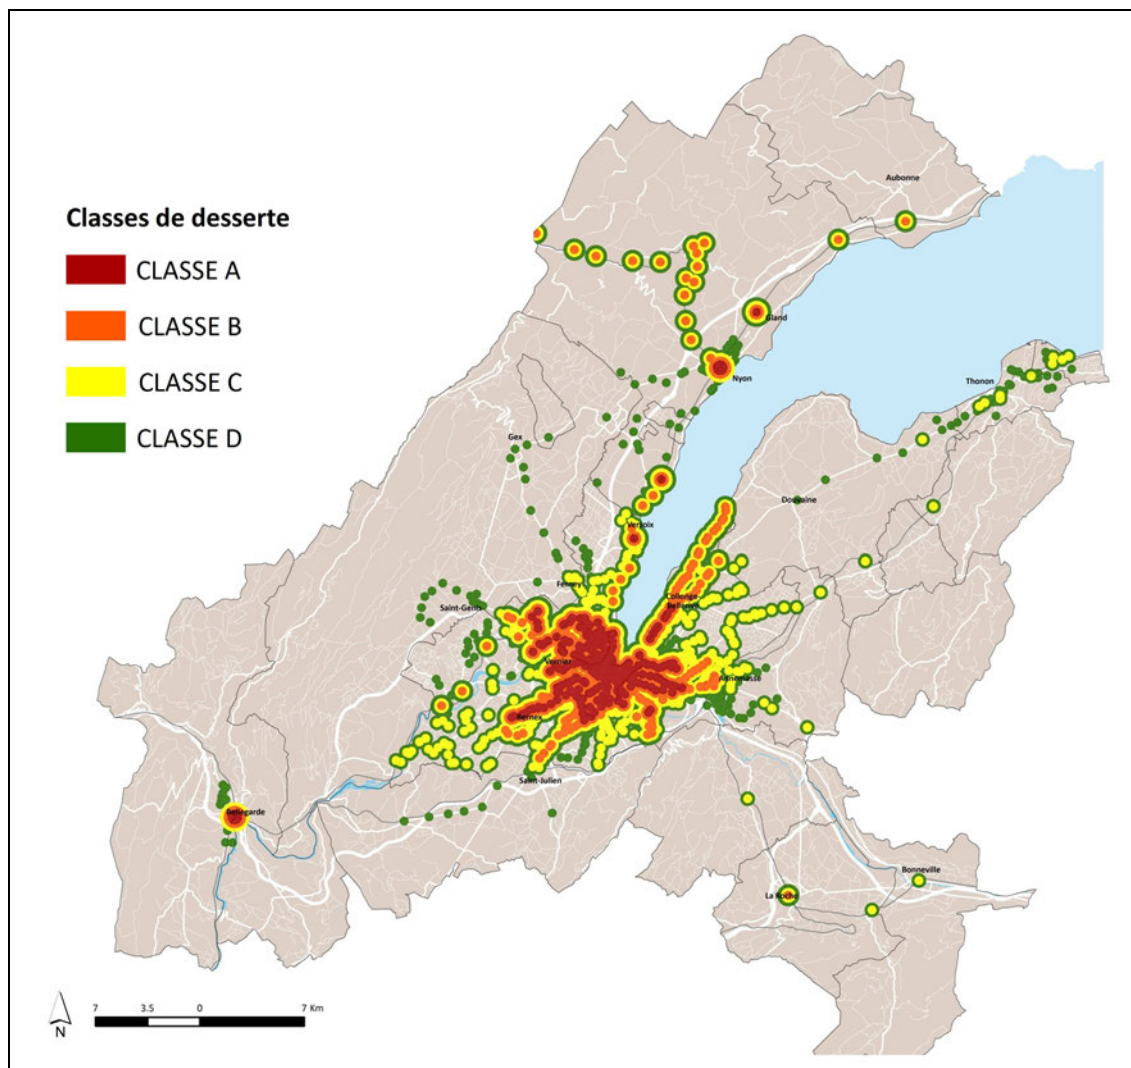 Aubonne
Classes de desserte
CLASSE A
CLASSE B
Gland
CLASSE C
Nyon
Thonon
CLASSE D
Gex
Douvaine
Versoix
Ferney
Collonge-
Bellerive
Saint-Genis
Vernier
Annemasse
Bernex
Saint-Julien
Bellegarde
Bonneville
La Roche
7 3.5 0 7 Km
N